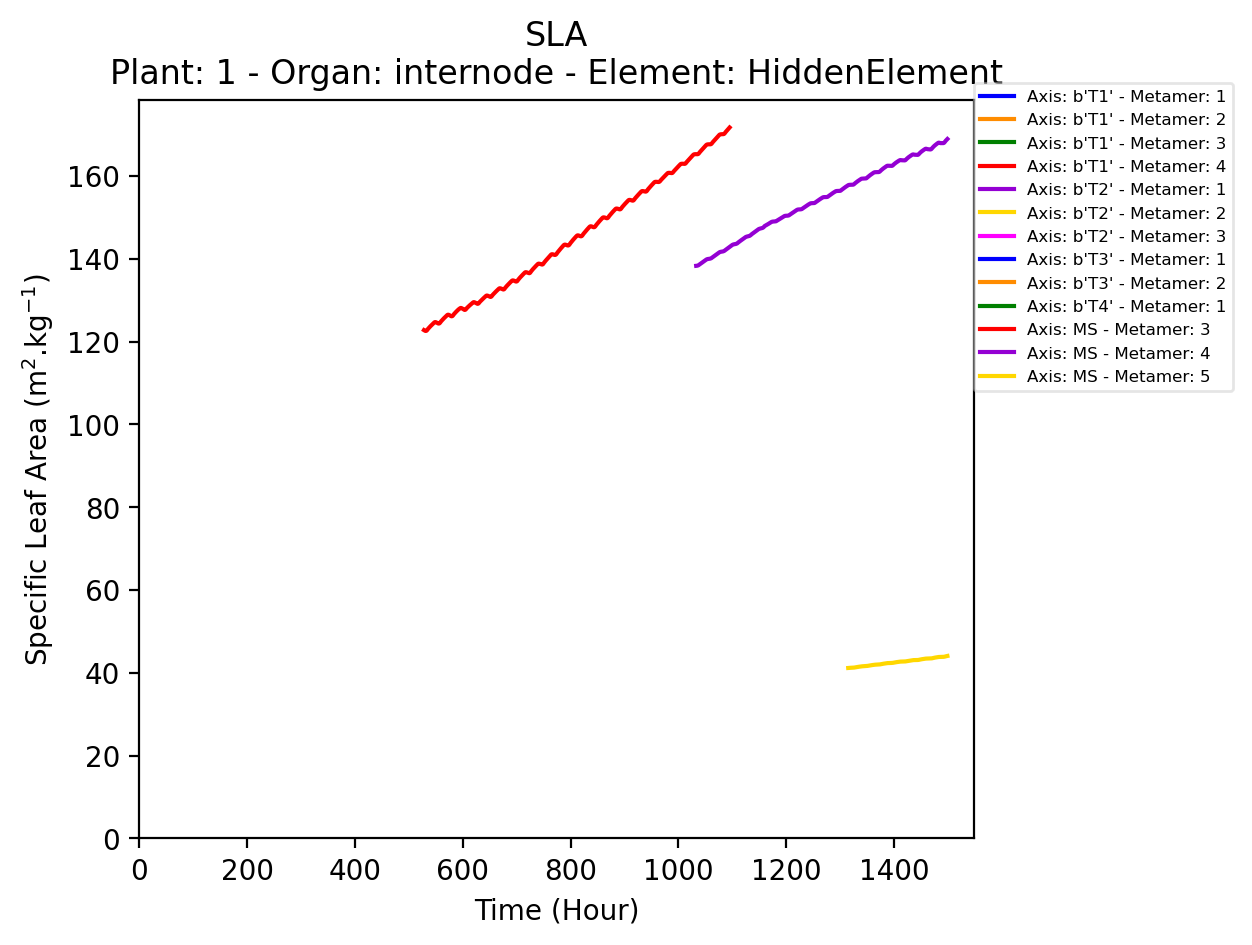 SLA
Plant: 1 - Organ: internode - Element: HiddenElement
Axis: b'T1' - Metamer: 1
Axis: b'T1' - Metamer: 2
Axis: b'T1' - Metamer: 3
Axis: b'T1' - Metamer: 4
Axis: b'T2' - Metamer: 1
Axis: b'T2' - Metamer: 2
Axis: b'T2' - Metamer: 3
Axis: b'T3' - Metamer: 1
Axis: b'T3' - Metamer: 2
Axis: b'T4' - Metamer: 1
Axis: MS - Metamer: 3
Axis: MS - Metamer: 4
Axis: MS - Metamer: 5
Specific Leaf Area (m².kg⁻¹)
160
140
120
100
80
60
40
20
0
0 200 400 600 800 1000 1200 1400
Time (Hour)